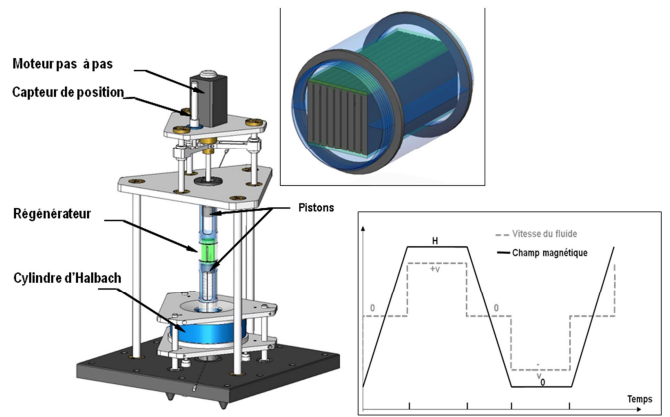 Moteur pas à pas
Capteur de position
Régénérateur
Pistons
Cylindre d'Halbach
Vitesse du fluide
Champ magnétique
H
+v
0
0
-
v
0
Temps